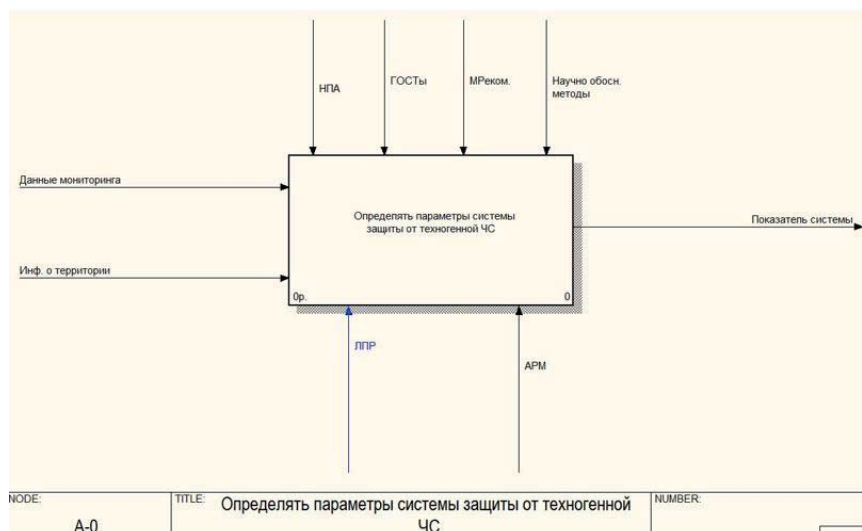 НПА
ГОСТы
МРеком.
Научно обосн.
методы
Данные мониторинга
Определять параметры системы
защиты от техногенной ЧС
Показатель системы
Инф. о территории
0р.
0
ЛПР
АРМ
NODE:
TITLE:
Определять параметры системы защиты от техногенной
ЧС
NUMBER:
A-0